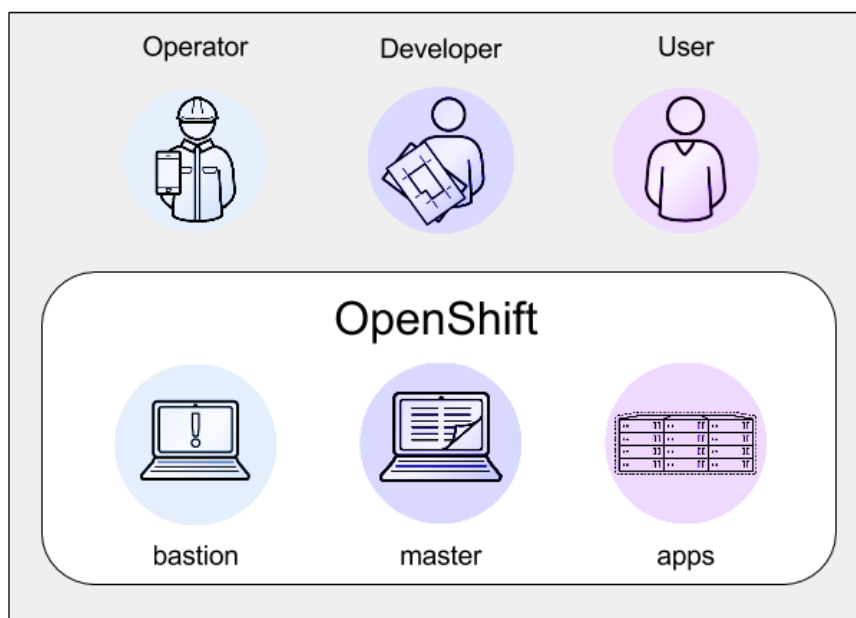 Operator
Developer
User
OpenShift
bastion
master
apps